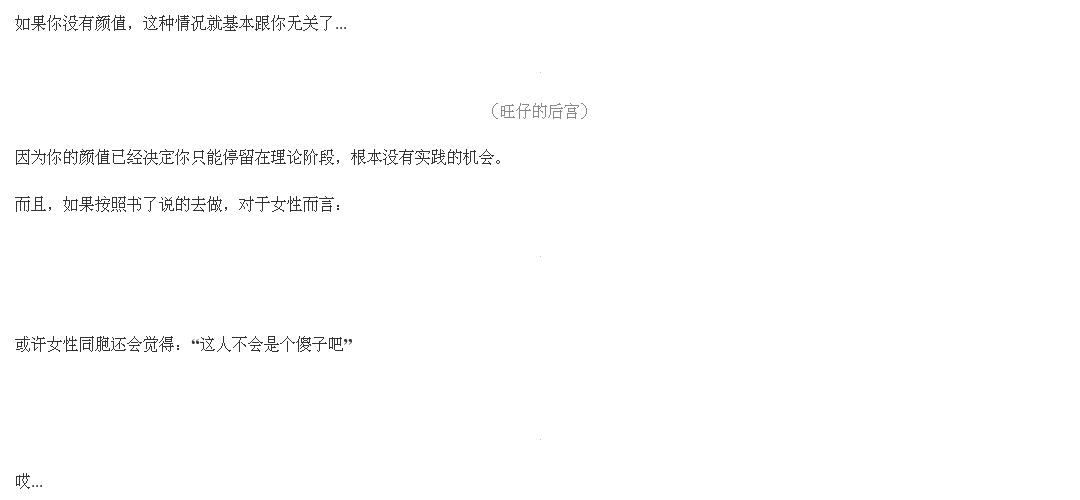 如果你没有颜值，这种情况就基本跟你无关了...
（旺仔的后宫）
因为你的颜值已经决定你只能停留在理论阶段，根本没有实践的机会。
而且，如果按照书了说的去做，对于女性而言：
或许女性同胞还会觉得：“这人不会是个傻子吧”
哎...